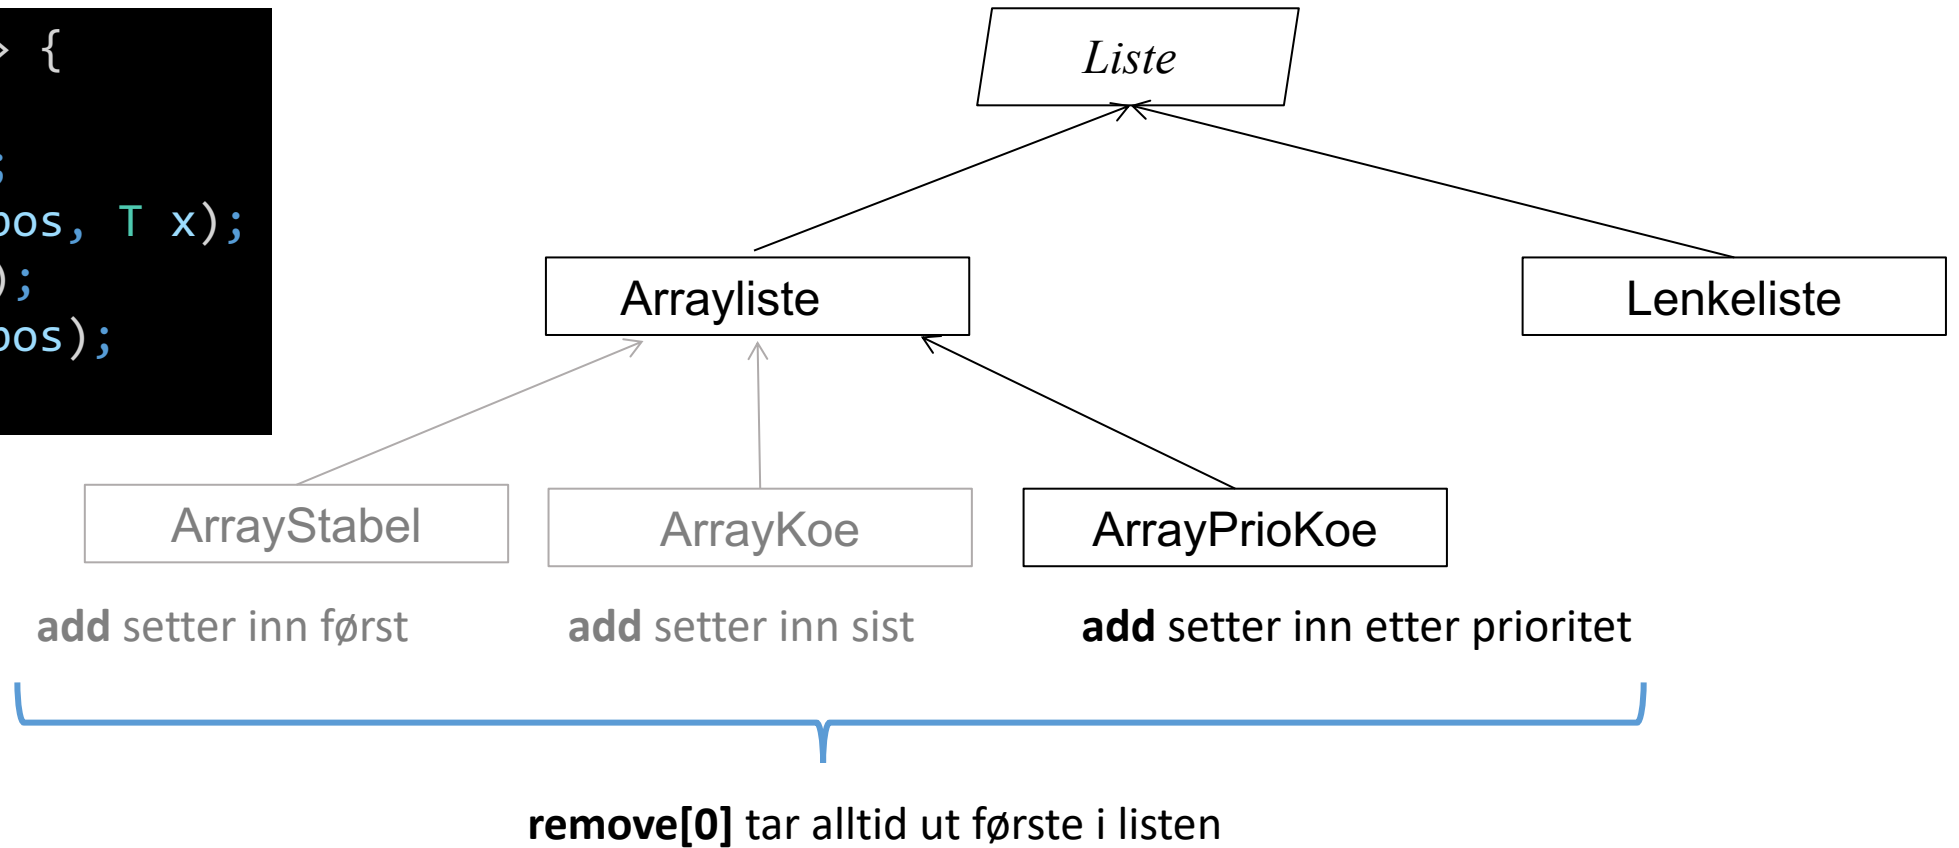 > {
;
pos, T x);
);
pos);
Liste
Arrayliste
Lenkeliste
ArrayStabel
ArrayKoe
ArrayPrioKoe
add setter inn først
add setter inn sist
add setter inn etter prioritet
remove[0] tar alltid ut første i listen